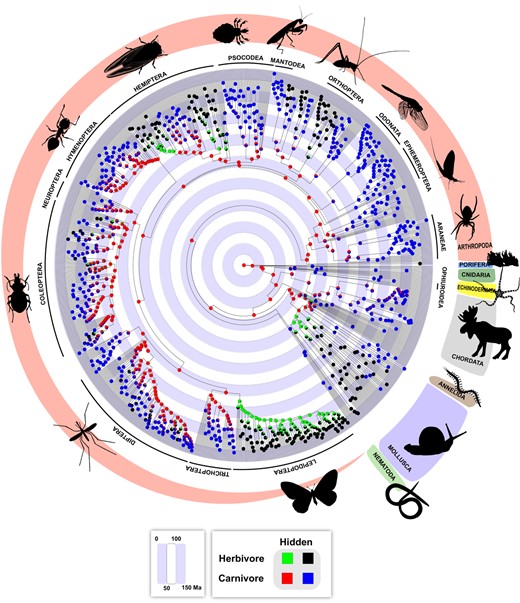 PSOCODEA
MANTODEA
HEMIPTERA
ORTHOPTERA
ODONATA
HYMENOPTERA
EPHEMEROPTERA
NEUROPTERA
ARANEAE
ARTHROPODA
PORIFERA
CNIDARIA
ECHINODERMATA
OPHIUROIDEA
COLEOPTERA
CHORDATA
ANNELIDA
MOLLUSCA
NEMATODA
DIPTERA
TRICHOPTERA
LEPIDOPTERA
0 100
50 150 Ma
Hidden
Herbivore
Carnivore